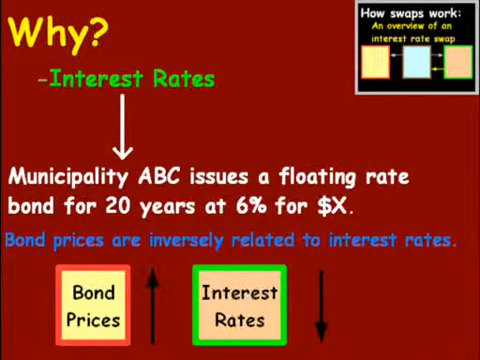 Why?
How swaps work:
An overview of an
interest rate swap
-Interest Rates
Municipality ABC issues a floating rate
bond for 20 years at 6% for $X.
Bond prices are inversely related to interest rates.
Bond
Prices
Interest
Rates